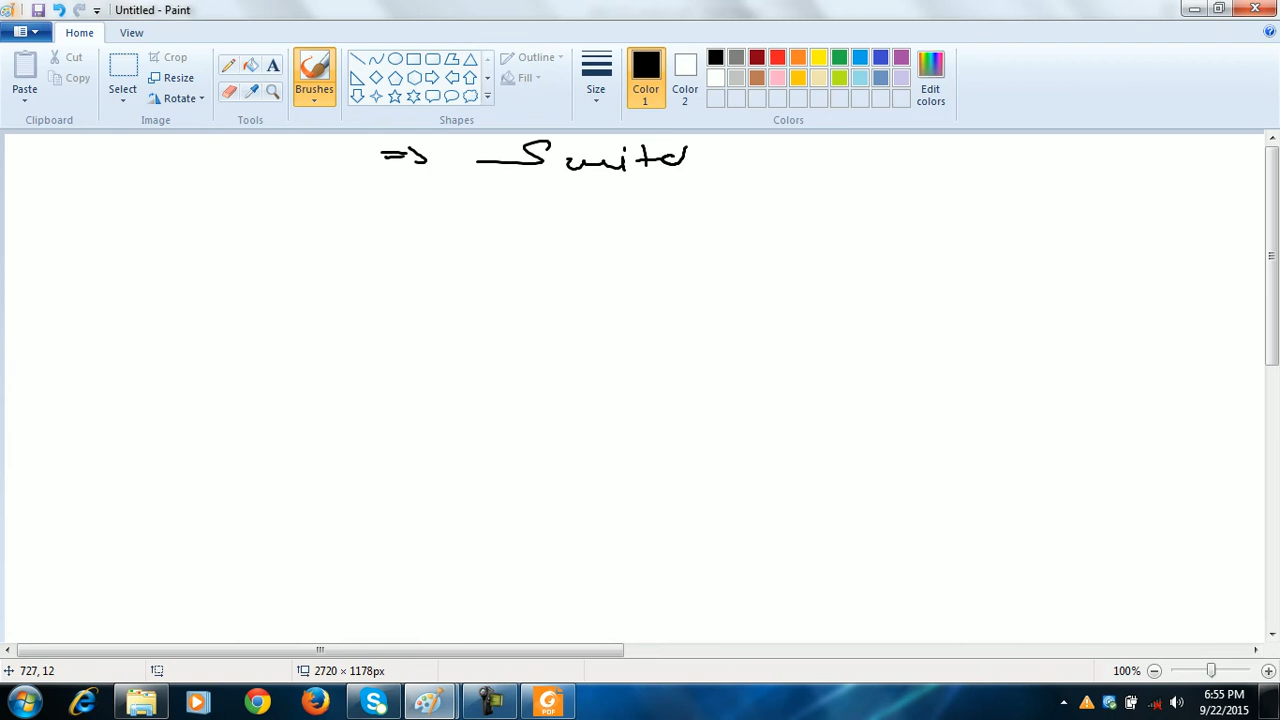 Untitled - Paint
Home
View
Paste
Cut
Copy
Clipboard
Select
Crop
Resize
Rotate
Image
Tools
Brushes
Outline
Fill
Shapes
Size
Color 1
Color 2
Edit colors
Colors
=>
727, 12
2720 × 1178px
100%
6:55 PM
9/22/2015